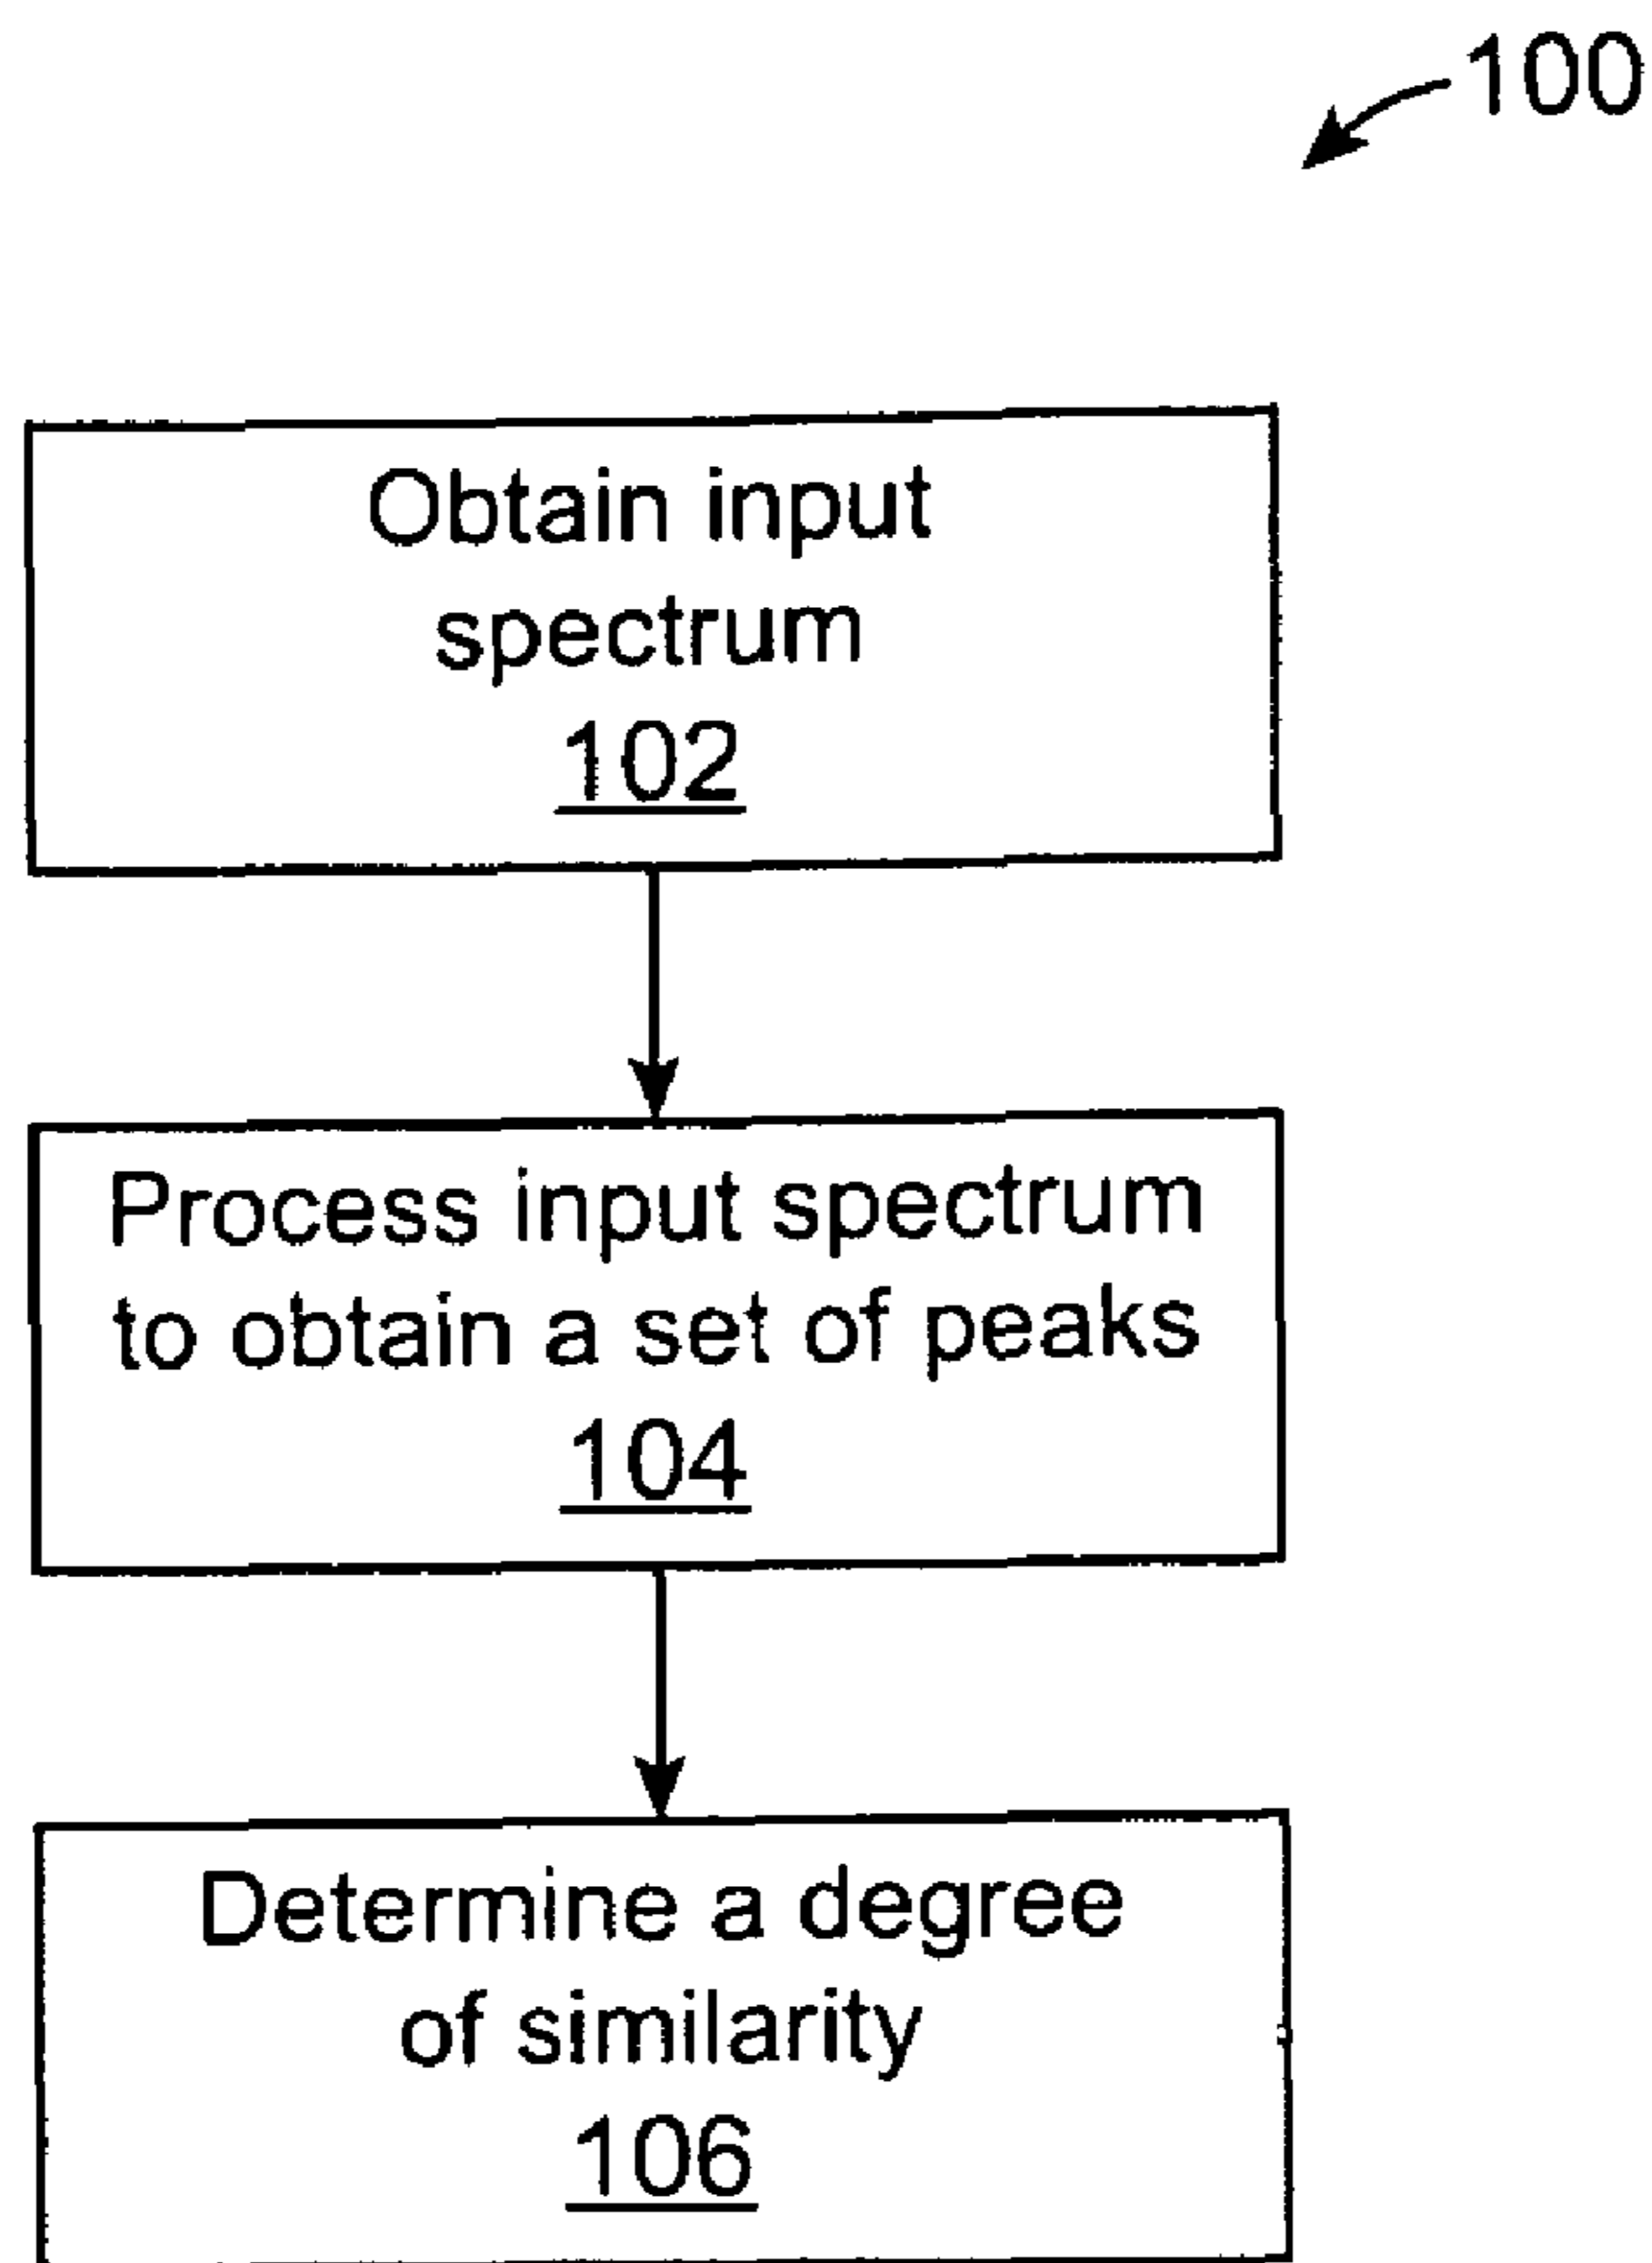 100
Obtain input
spectrum
102
Process input spectrum
to obtain a set of peaks
104
Determine a degree
of similarity
106